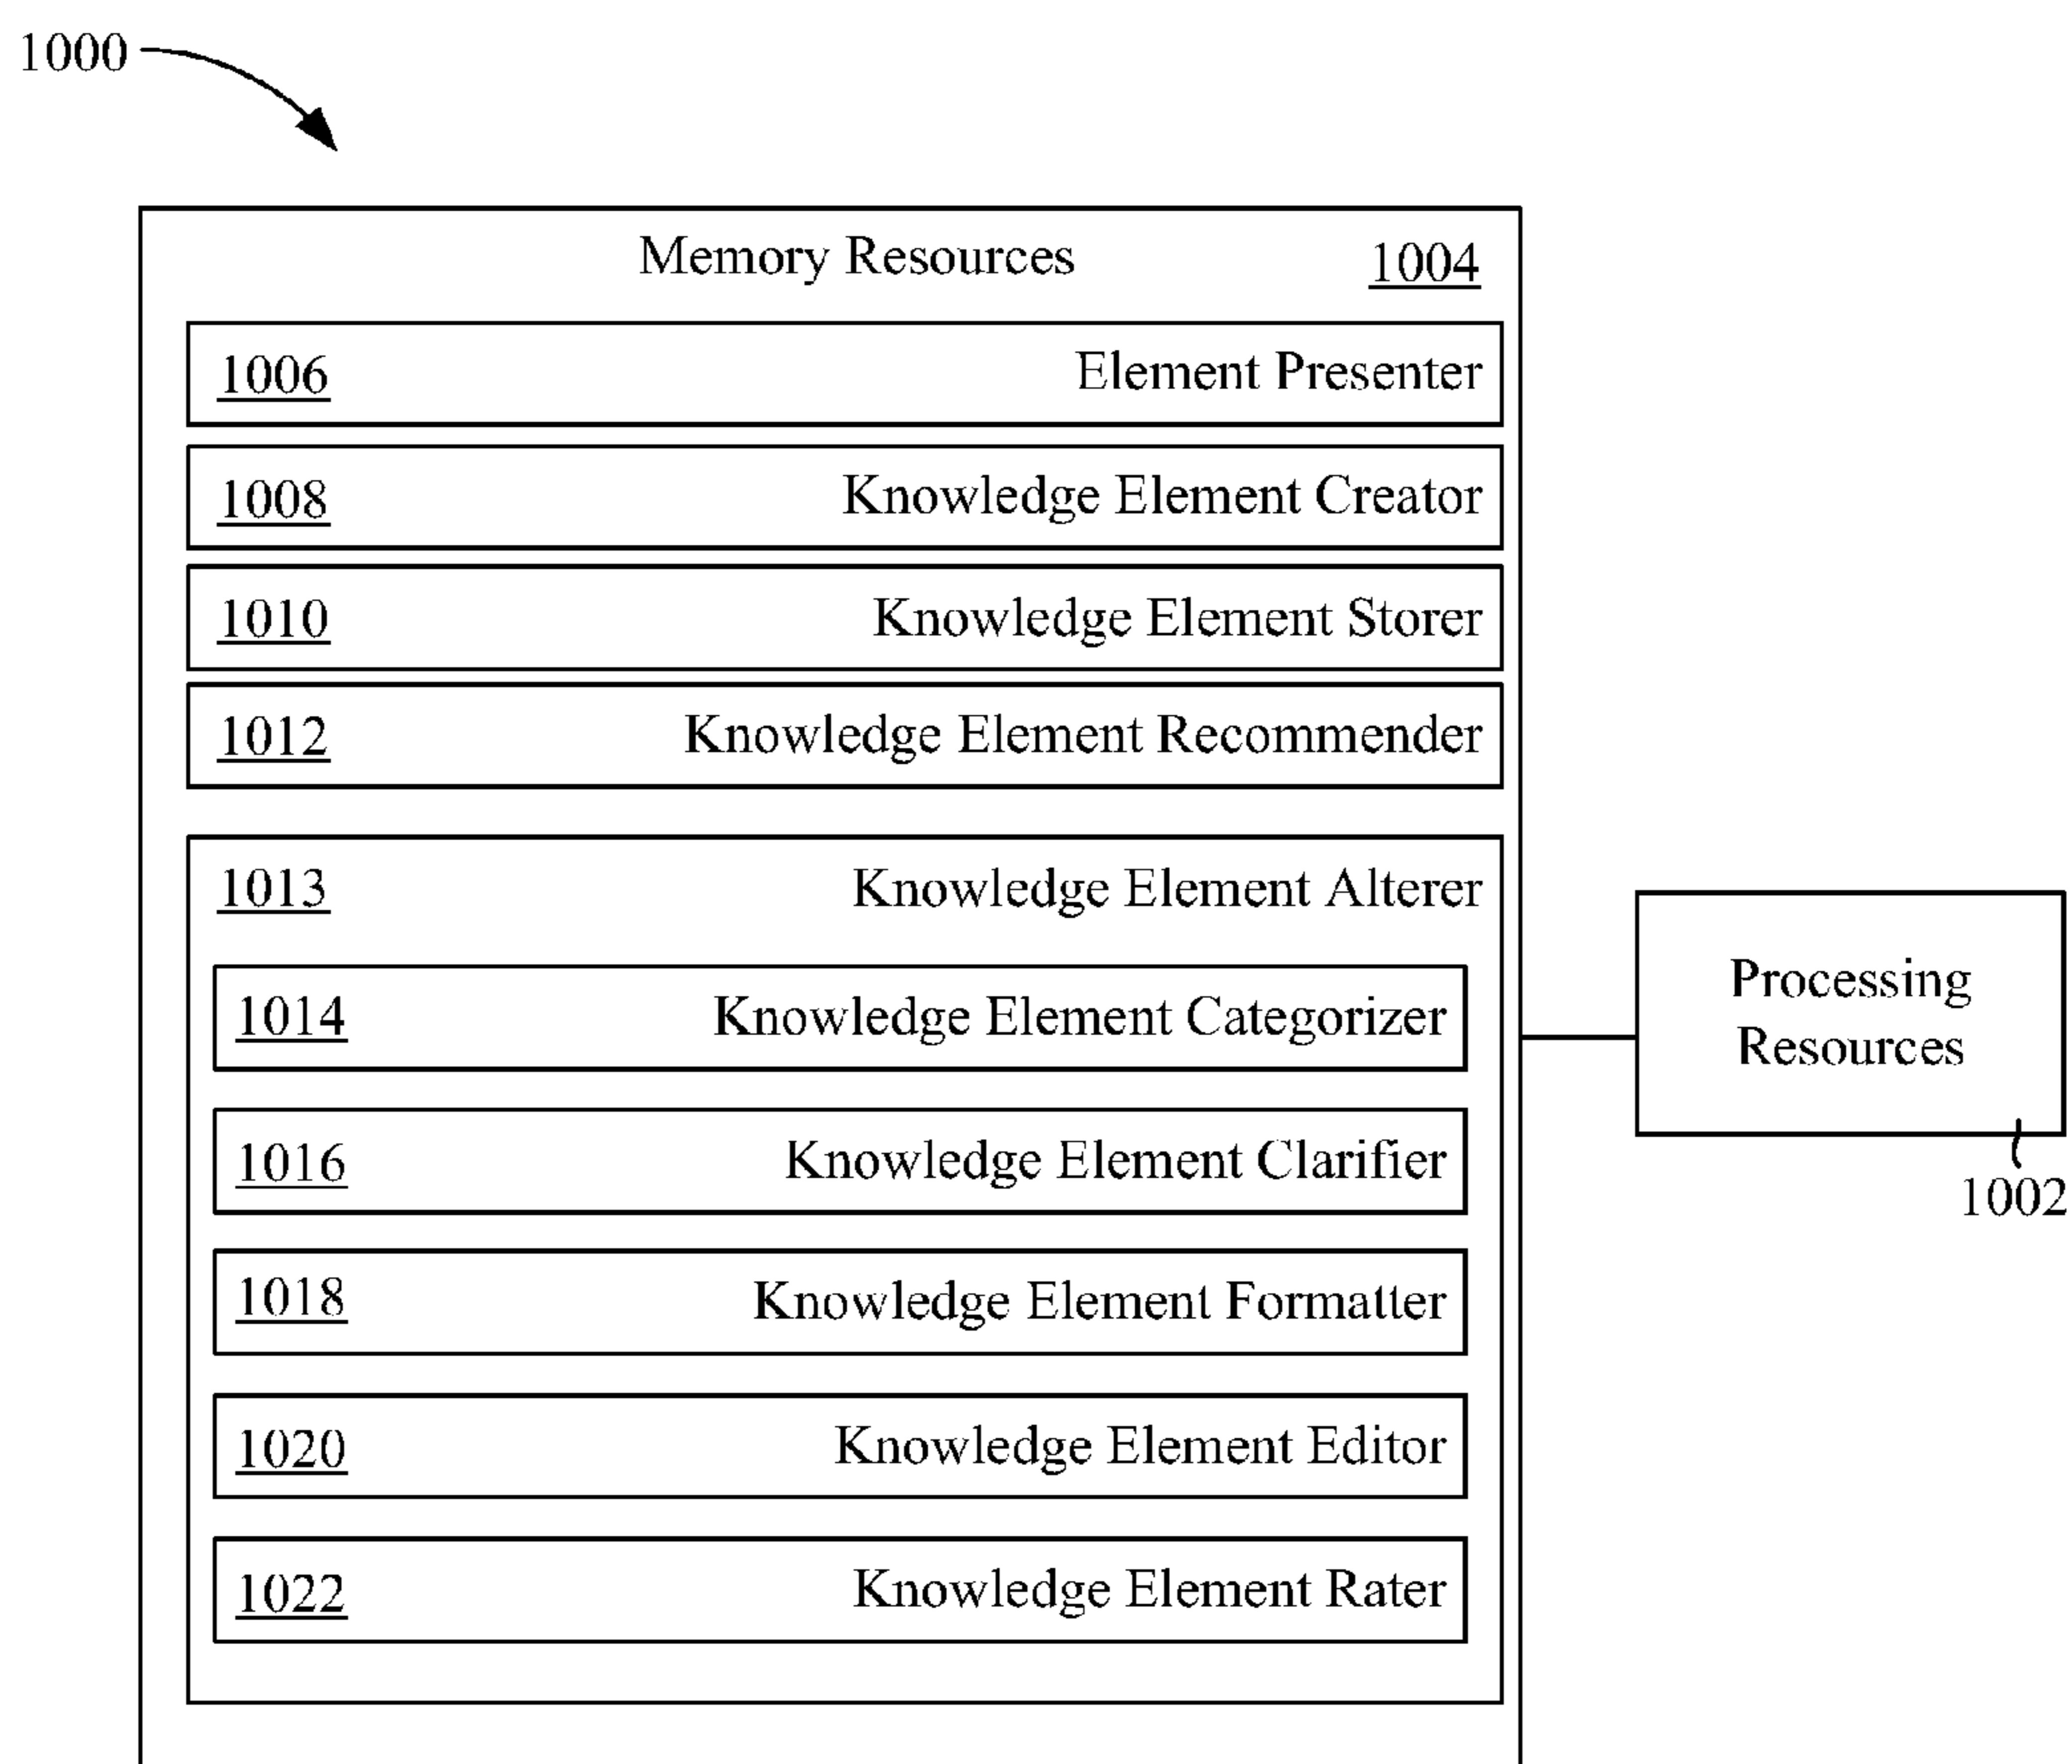 1000
Memory Resources 1004
1006 Element Presenter
1008 Knowledge Element Creator
1010 Knowledge Element Storer
1012 Knowledge Element Recommender
1013 Knowledge Element Alterer
1014 Knowledge Element Categorizer
1016 Knowledge Element Clarifier
1018 Knowledge Element Formatter
1020 Knowledge Element Editor
1022 Knowledge Element Rater
Processing
Resources
1002